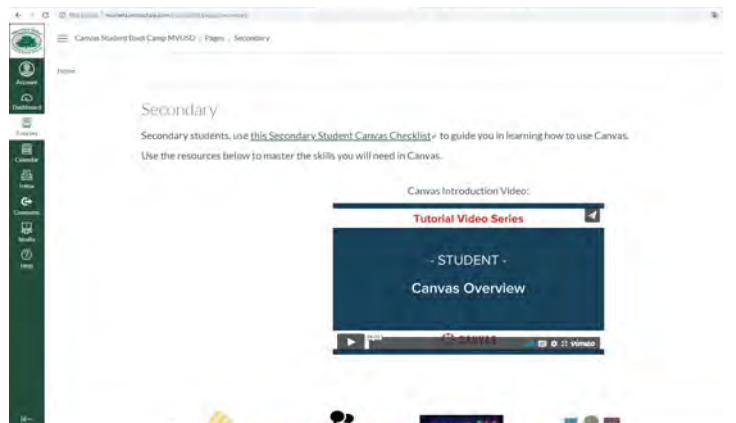 Canvas Student Boot Camp MVUSD
Pages
Secondary
Account
Home
Dashboard
Courses
Calendar
Inbox
Commons
Studio
Help
Secondary
Secondary students, use this Secondary Student Canvas Checklist to guide you in learning how to use Canvas.
Use the resources below to master the skills you will need in Canvas.
Canvas Introduction Video:
Tutorial Video Series
- STUDENT -
Canvas Overview
CANVAS
vimeo